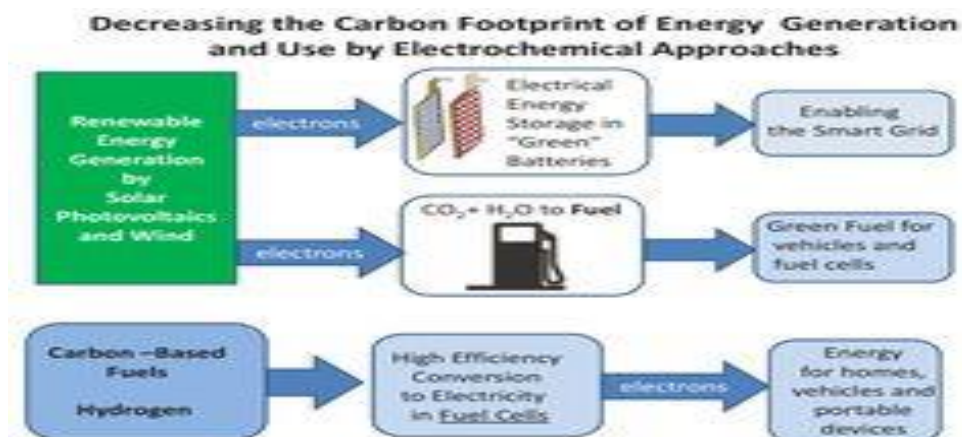 Decreasing the Carbon Footprint of Energy Generation
and Use by Electrochemical Approaches
Renewable
Energy
Generation
by
Solar
Photovoltaics
and Wind
electrons
Electrical
Energy
Storage in
"Green"
Batteries
Enabling
the Smart Grid
electrons
CO₂ + H₂O to Fuel
Green Fuel for
vehicles and
fuel cells
Carbon –Based
Fuels
Hydrogen
High Efficiency
Conversion
to Electricity
in Fuel Cells
electrons
Energy
for homes,
vehicles and
portable
devices